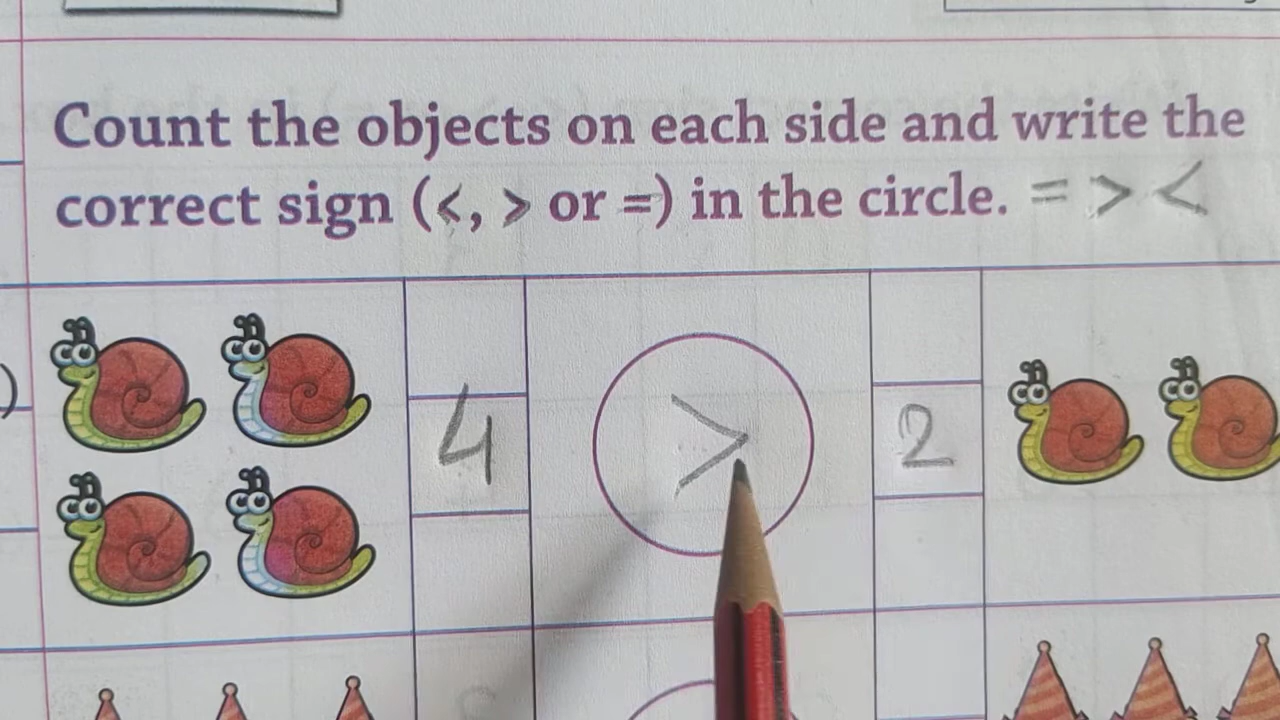 Count the objects on each side and write the
correct sign (<, > or =) in the circle. = > <
) 4 > 2